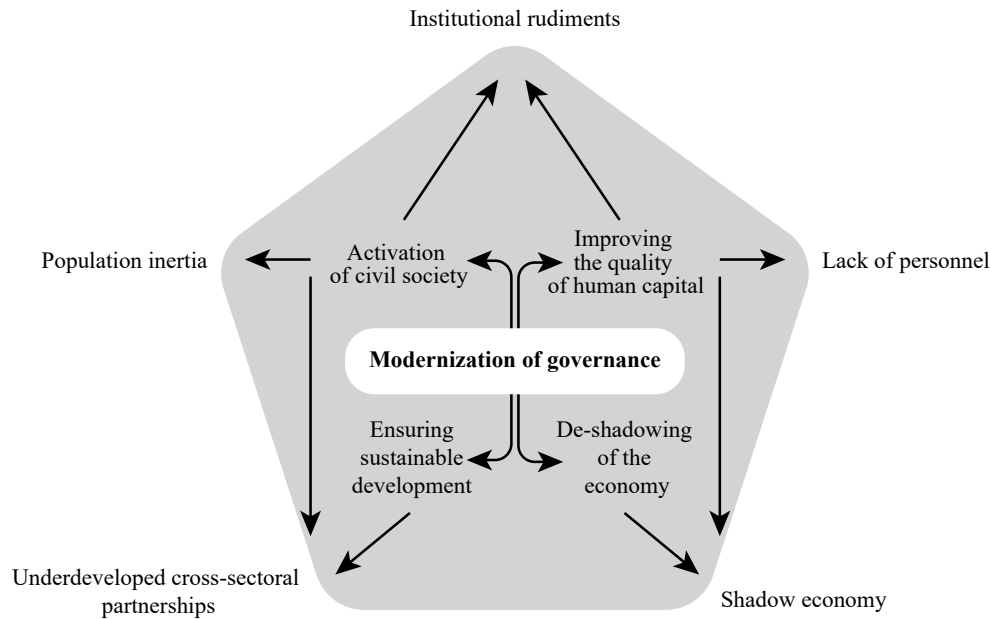 Institutional rudiments
Population inertia
Activation
of civil society
Improving
the quality
of human capital
Lack of personnel
Modernization of governance
Ensuring
sustainable
development
De-shadowing
of the
economy
Underdeveloped cross-sectoral
partnerships
Shadow economy